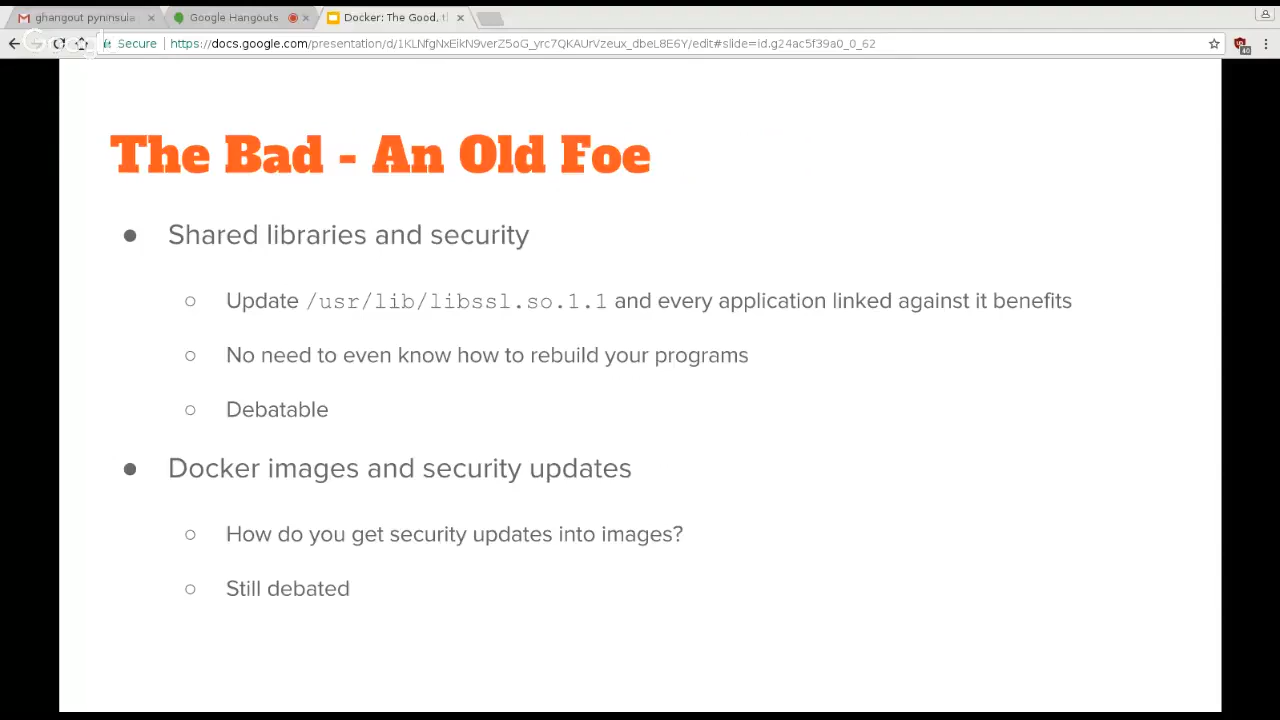 ghangout pyninsula
Google Hangouts
Docker: The Good, t
Secure
https://docs.google.com/presentation/d/1KLNfgNxEikN9verZ5oG_yrc7QKAUrVzeux_dbeL8E6Y/edit#slide=id.g24ac5f39a0_0_62
40
The Bad - An Old Foe
● Shared libraries and security
○ Update /usr/lib/libssl.so.1.1 and every application linked against it benefits
○ No need to even know how to rebuild your programs
○ Debatable
● Docker images and security updates
○ How do you get security updates into images?
○ Still debated